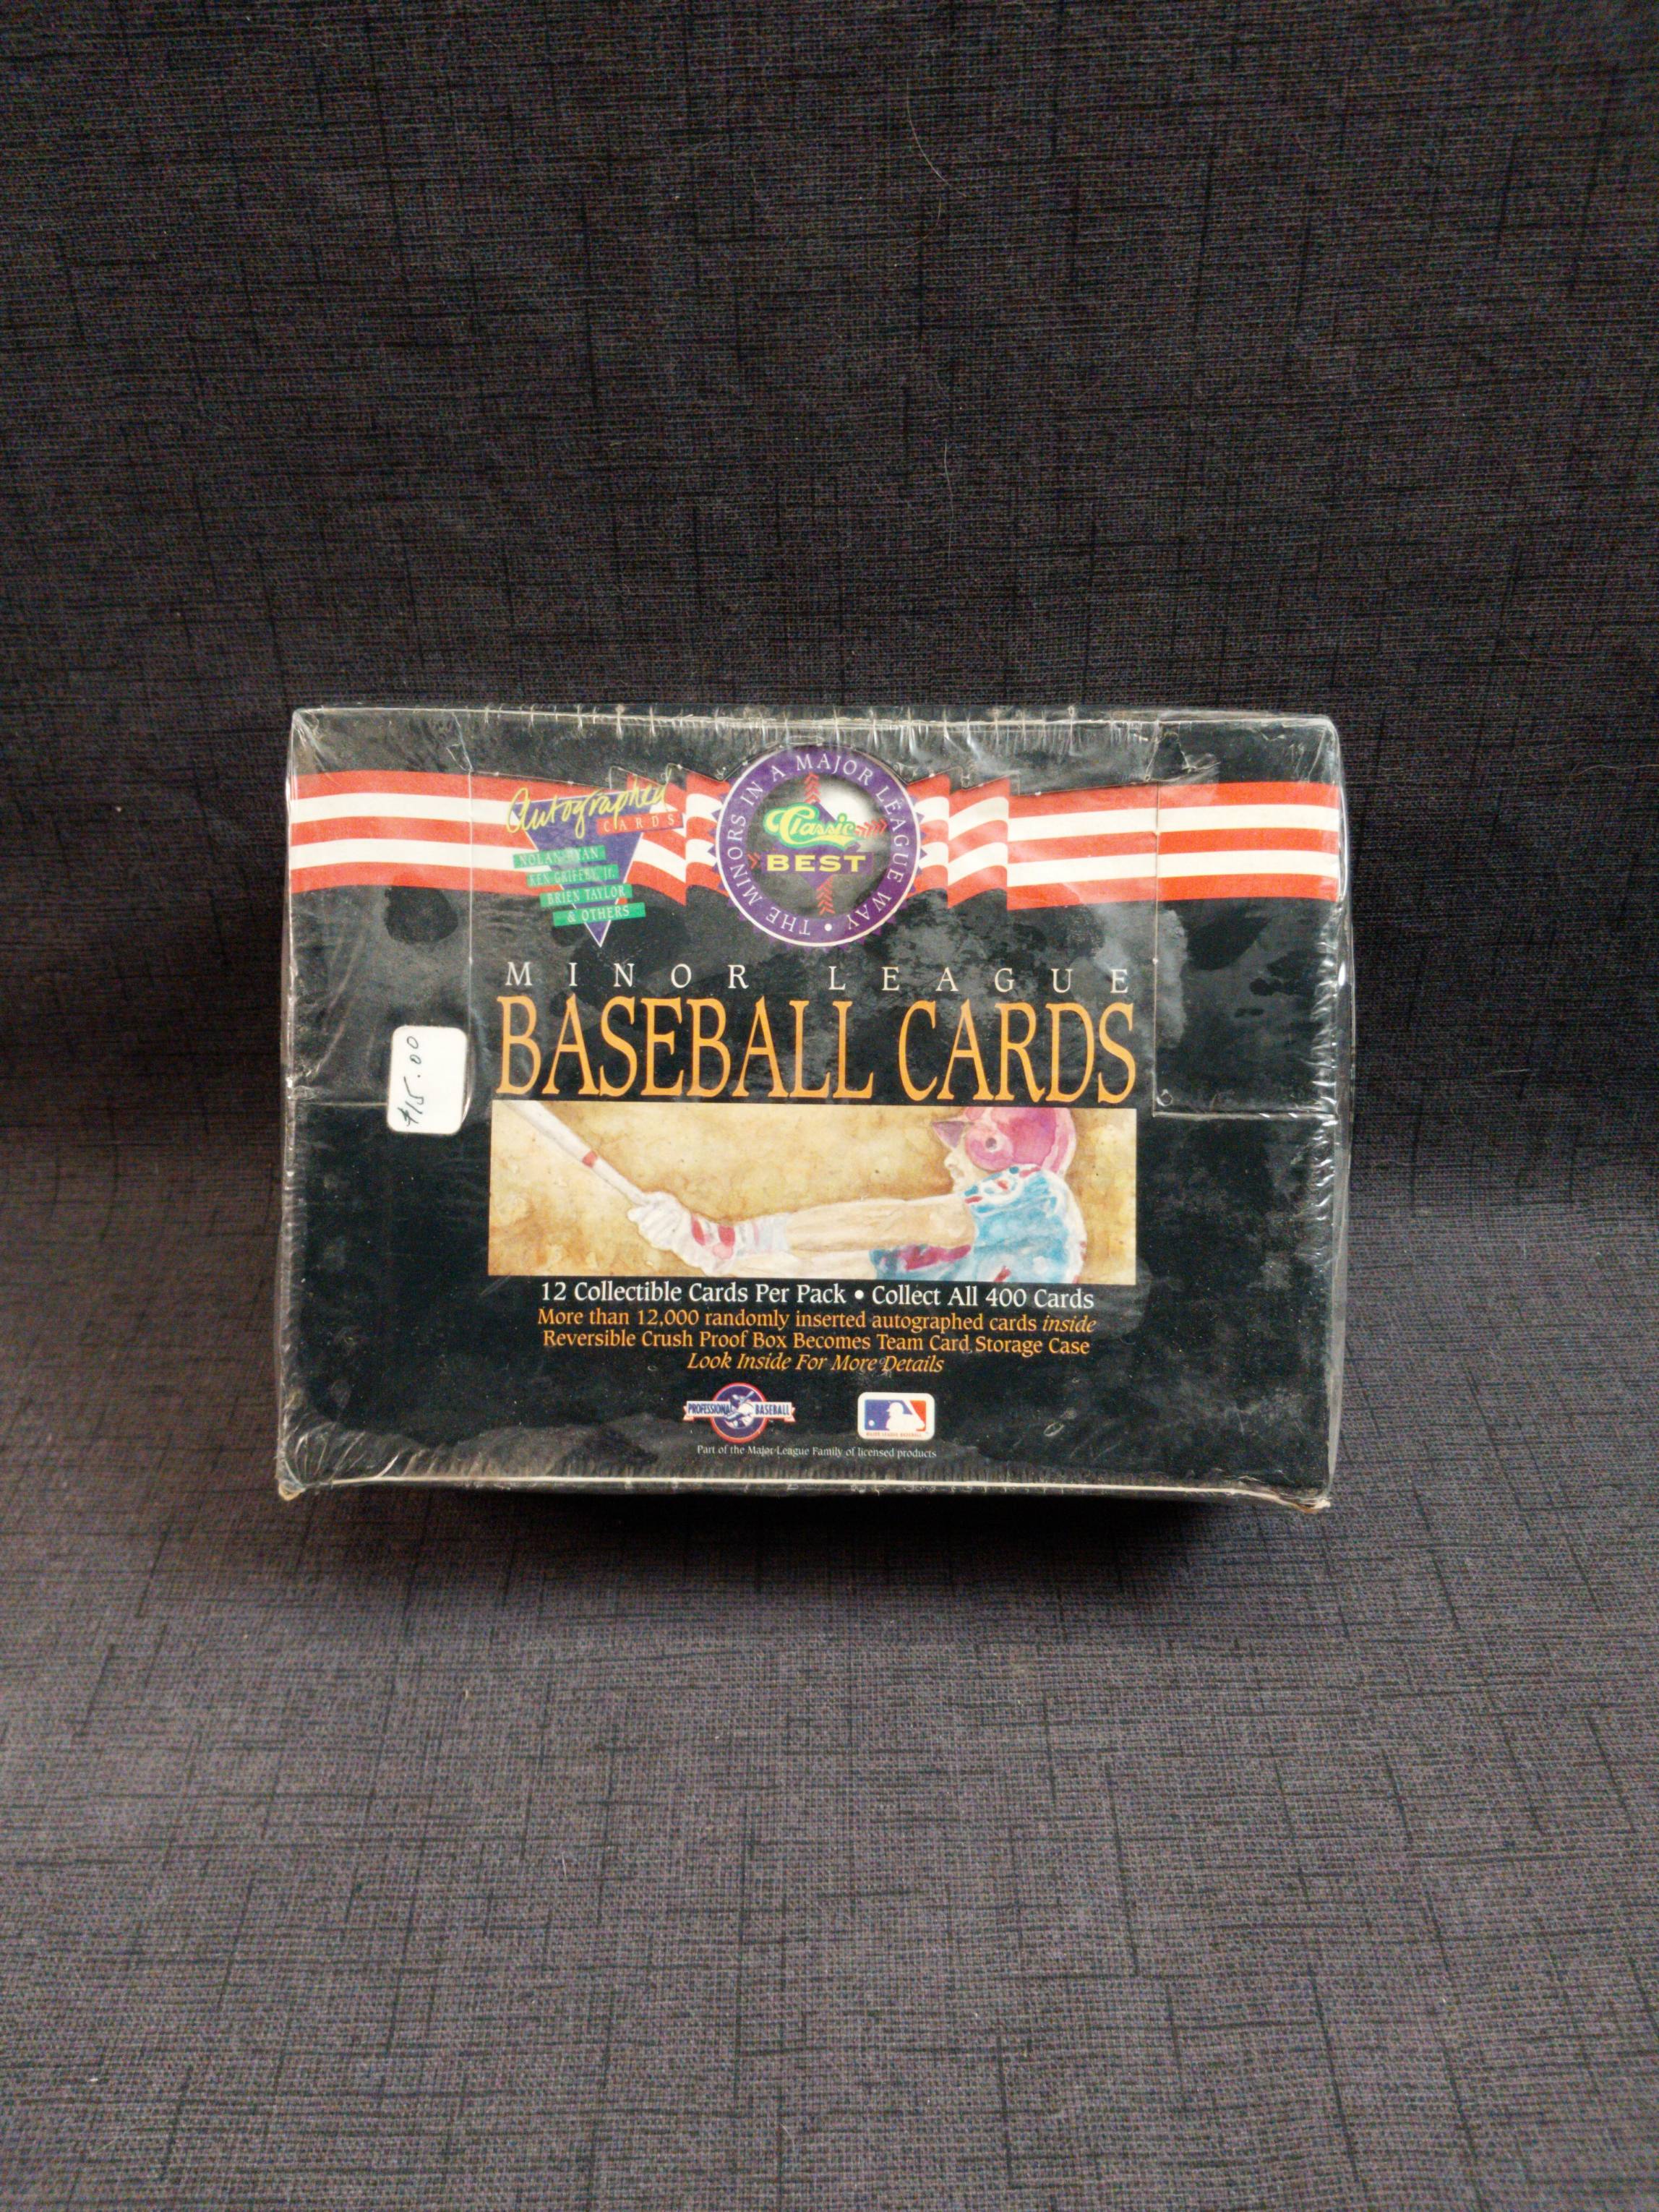 Autographed
CARDS
NOLAN RYAN
KEN GRIFFEY, Jr.
BRIEN TAYLOR
& OTHERS
THE MINORS IN A MAJOR LEAGUE WAY •
Classic
BEST
MINOR LEAGUE
BASEBALL CARDS
$15.00
12 Collectible Cards Per Pack • Collect All 400 Cards
More than 12,000 randomly inserted autographed cards inside
Reversible Crush Proof Box Becomes Team Card Storage Case
Look Inside For More Details
PROFESSIONAL BASEBALL
MAJOR LEAGUE BASEBALL
Part of the Major League Family of licensed products